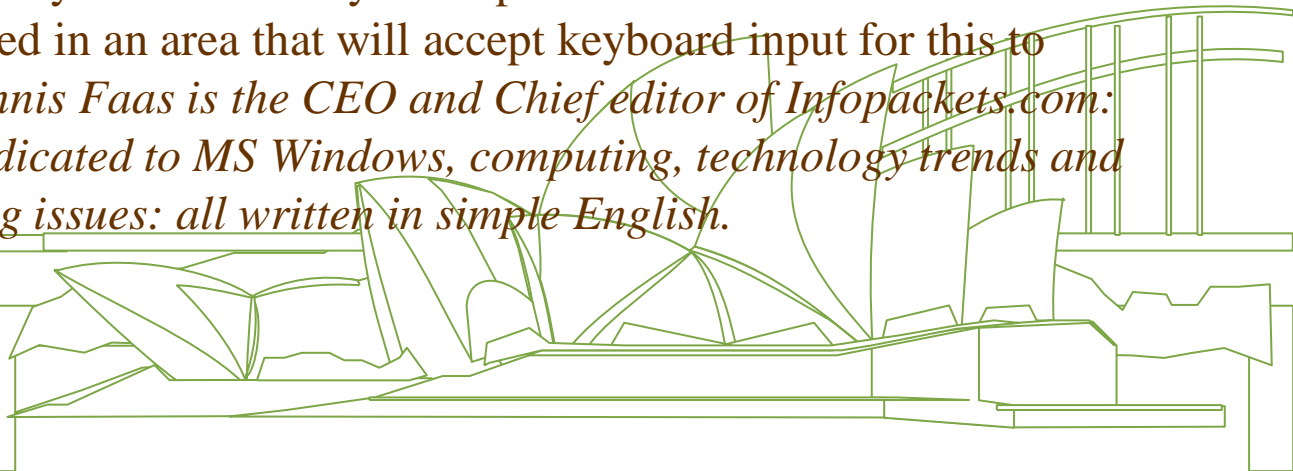 ed in an area that will accept keyboard input for this to
nnis Faas is the CEO and Chief editor of Infopackets.com:
dicated to MS Windows, computing, technology trends and
g issues: all written in simple English.